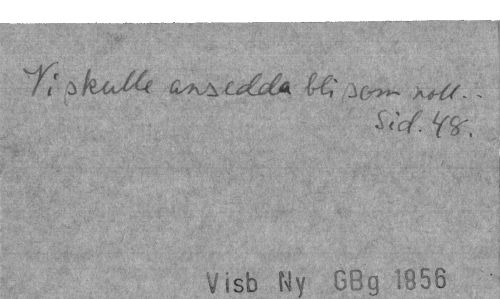 Vi skulle ansedda bli som noll..
Sid. 48.
Visb Ny GBg 1856